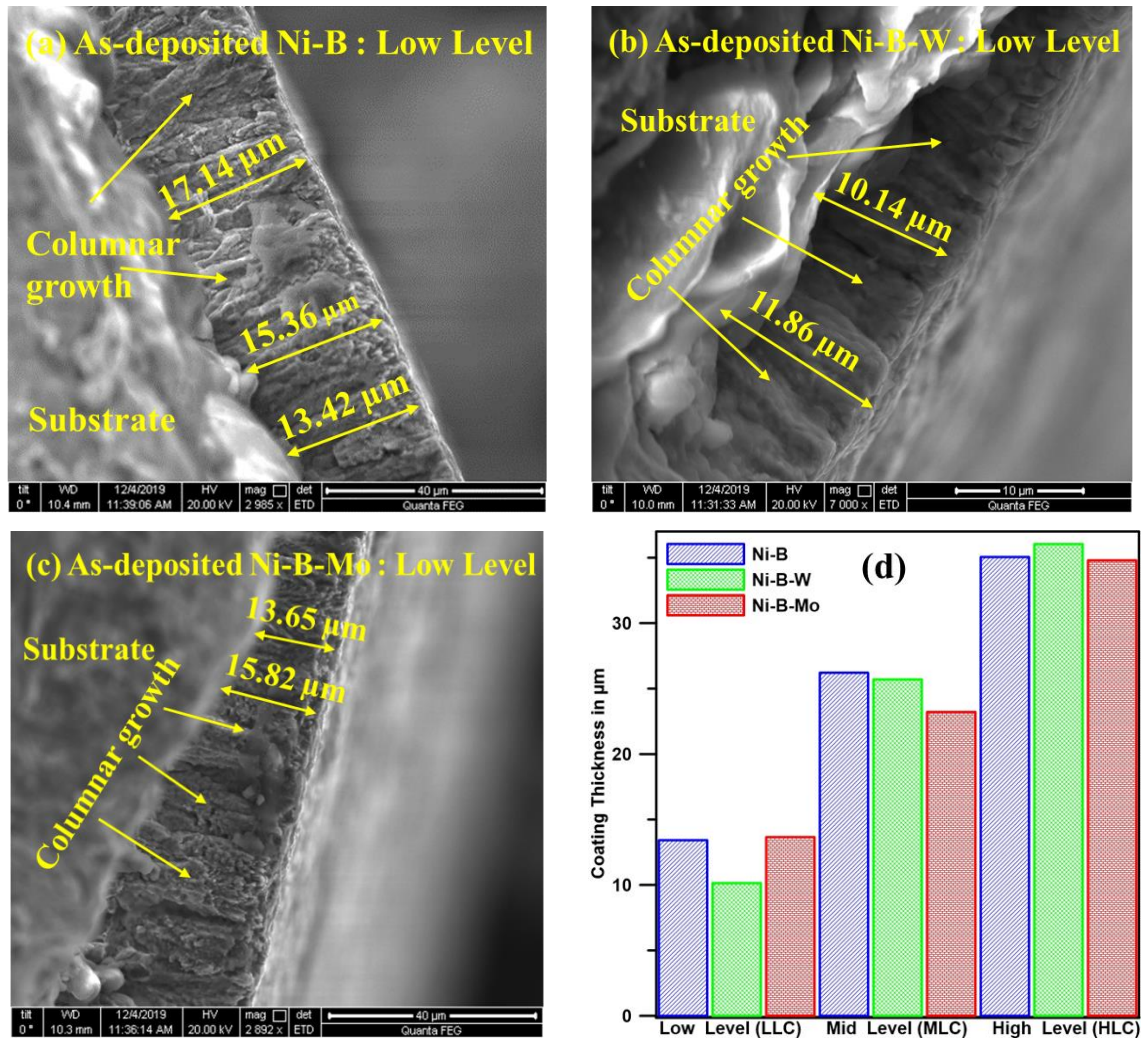 (a) As-deposited Ni-B : Low Level
17.14 µm
Columnar
growth
15.36 µm
13.42 µm
Substrate
tilt WD 12/4/2019 HV mag det 40 µm
0 ° 10.4 mm 11:39:06 AM 20.00 kV 2 985 x ETD Quanta FEG
(b) As-deposited Ni-B-W : Low Level
Substrate
Columnar growth
10.14 µm
11.86 µm
tilt WD 12/4/2019 HV mag det 10 µm
0 ° 10.0 mm 11:31:33 AM 20.00 kV 7 000 x ETD Quanta FEG
(c) As-deposited Ni-B-Mo : Low Level
13.65 µm
Substrate
15.82 µm
Columnar growth
tilt WD 12/4/2019 HV mag det 40 µm
0 ° 10.3 mm 11:36:14 AM 20.00 kV 2 892 x ETD Quanta FEG
(d)
Ni-B
Ni-B-W
Ni-B-Mo
Coating Thickness in µm
30
20
10
0
Low Level (LLC) Mid Level (MLC) High Level (HLC)